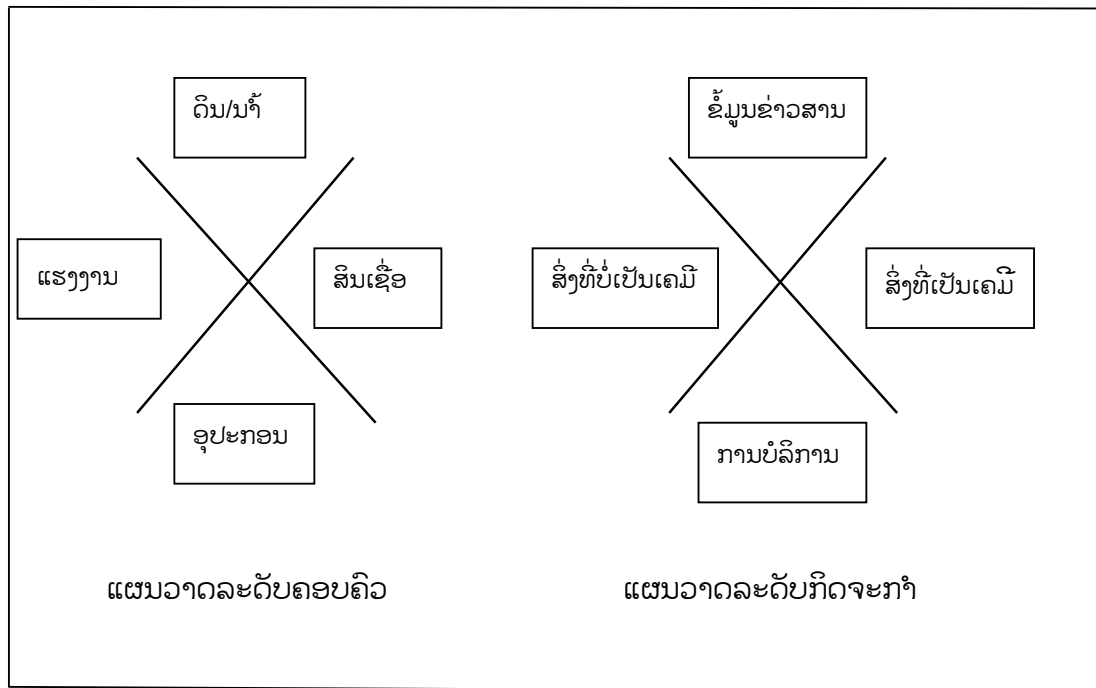 ດິນ/ນ້ຳ
ຂໍ້ມູນຂ່າວສານ
ແຮງງານ
ສິນເຊື່ອ
ສິ່ງທີ່ບໍ່ເປັນເຄມີ
ສິ່ງທີ່ເປັນເຄມີ
ອຸປະກອນ
ການບໍລິການ
ແຜນວາດລະດັບຄອບຄົວ
ແຜນວາດລະດັບກິດຈະກຳ